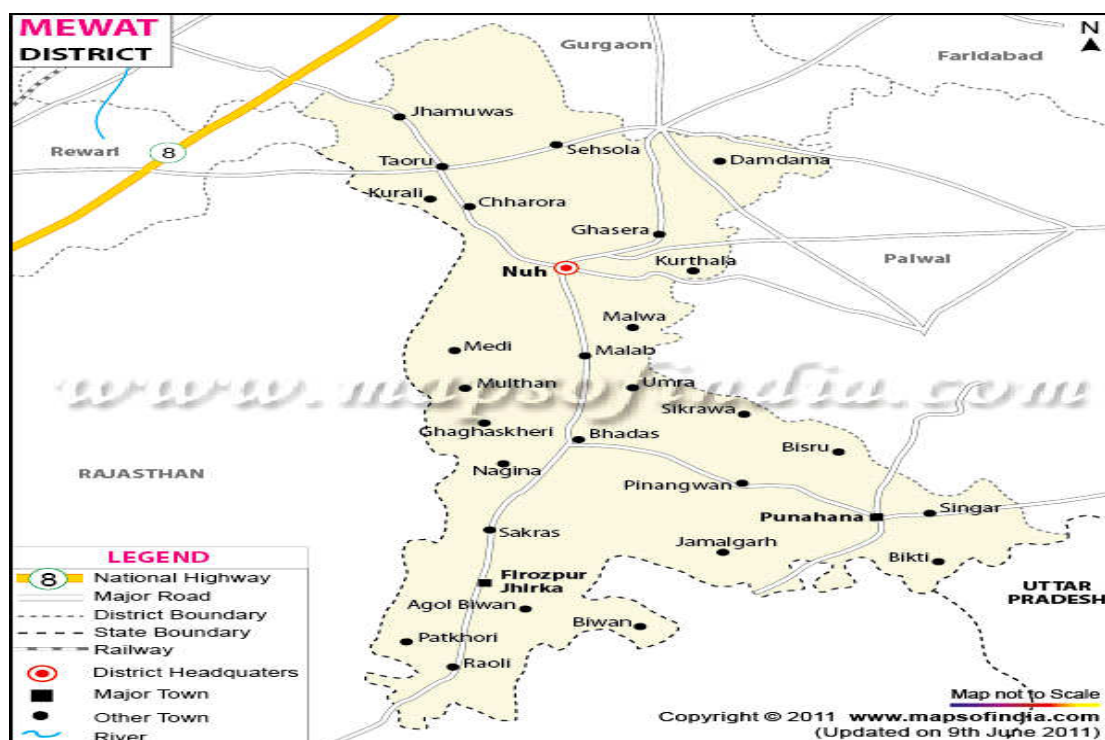 MEWAT
DISTRICT
N
Gurgaon
Faridabad
Jhamuwas
Rewari
8
Sehsola
Taoru
Damdama
Kurali
Chharora
Ghasera
Palwal
Nuh
Kurthala
Malwa
Medi
Malab
www.mapsofindia.com
Multhan
Umra
Sikrawa
Ghaghaskheri
Bhadas
Bisru
RAJASTHAN
Nagina
Pinangwan
Punahana
Singar
Sakras
Jamalgarh
Bikti
LEGEND
8 National Highway
Major Road
District Boundary
State Boundary
Railway
District Headquaters
Major Town
Other Town
River
Firozpur
Jhirka
UTTAR
PRADESH
Agol Biwan
Biwan
Patkhori
Raoli
Map not to Scale
Copyright © 2011 www.mapsofindia.com
(Updated on 9th June 2011)